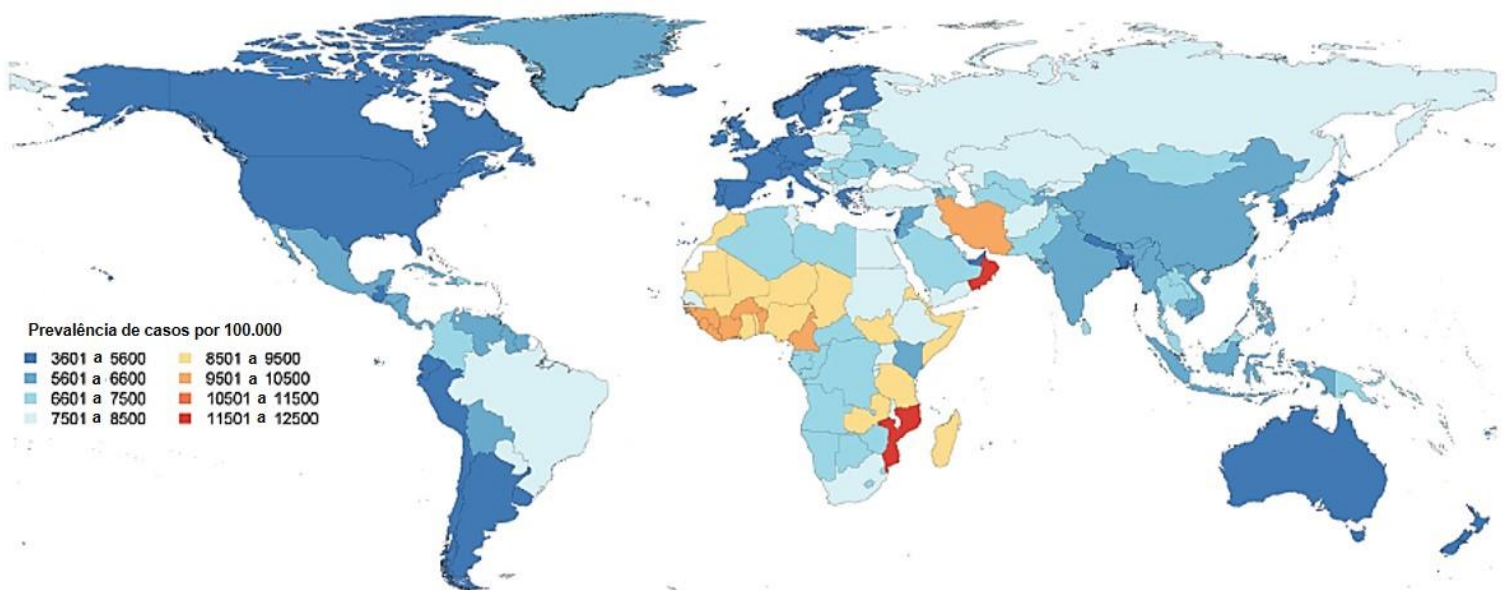 Prevalência de casos por 100.000
3601 a 5600
5601 a 6600
6601 a 7500
7501 a 8500
8501 a 9500
9501 a 10500
10501 a 11500
11501 a 12500